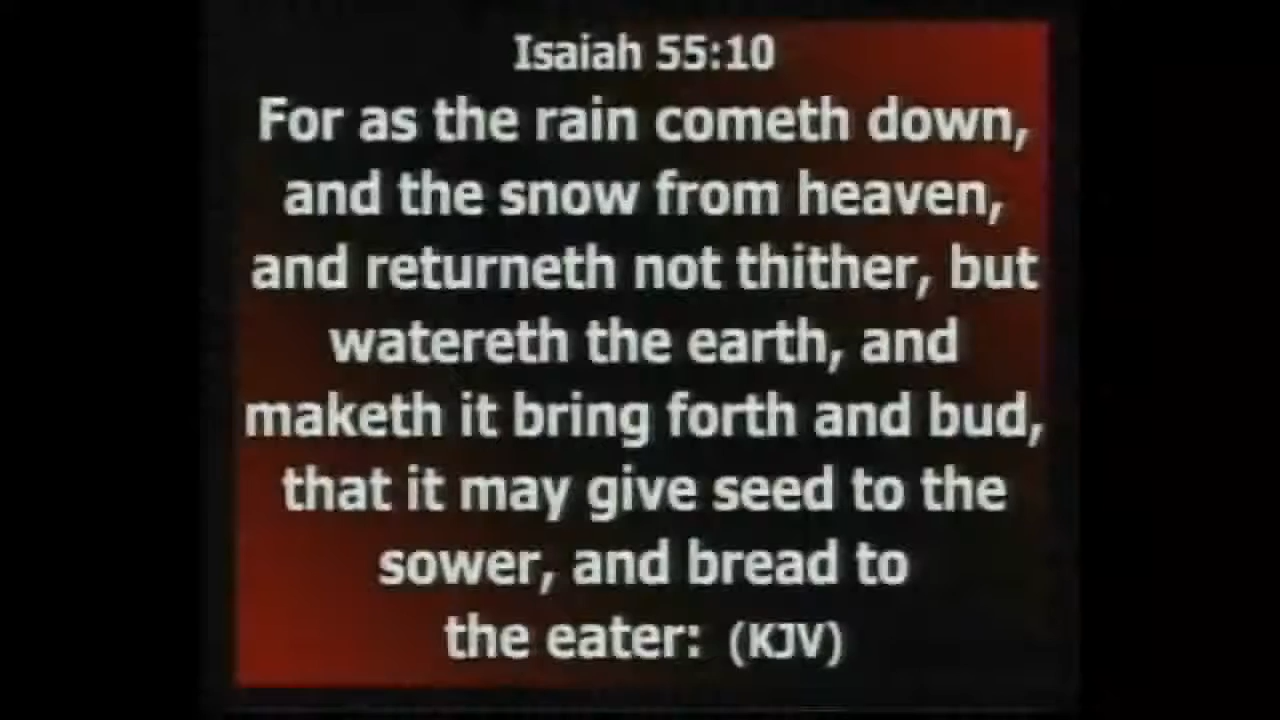 Isaiah 55:10
For as the rain cometh down,
and the snow from heaven,
and returneth not thither, but
watereth the earth, and
maketh it bring forth and bud,
that it may give seed to the
sower, and bread to
the eater: (KJV)